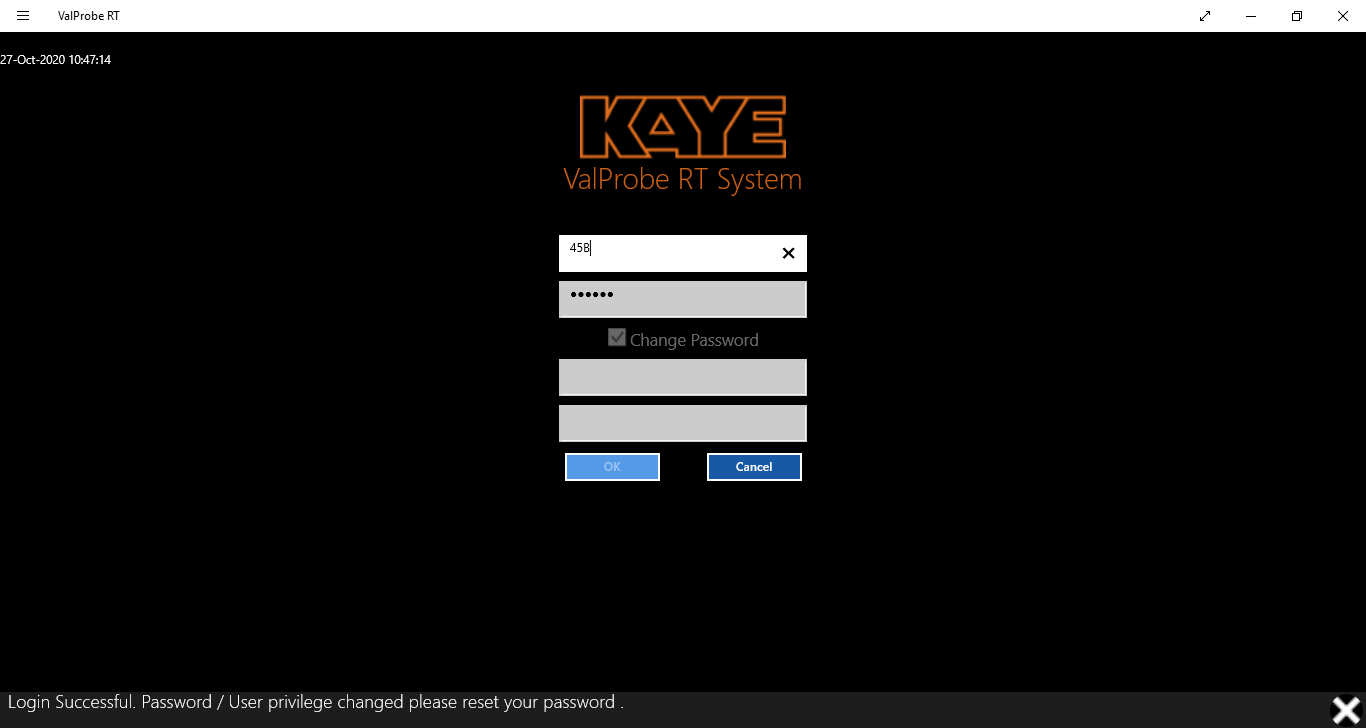 ValProbe RT
27-Oct-2020 10:47:14
KAYE
ValProbe RT System
45B
••••••
Change Password
OK
Cancel
Login Successful. Password / User privilege changed please reset your password .